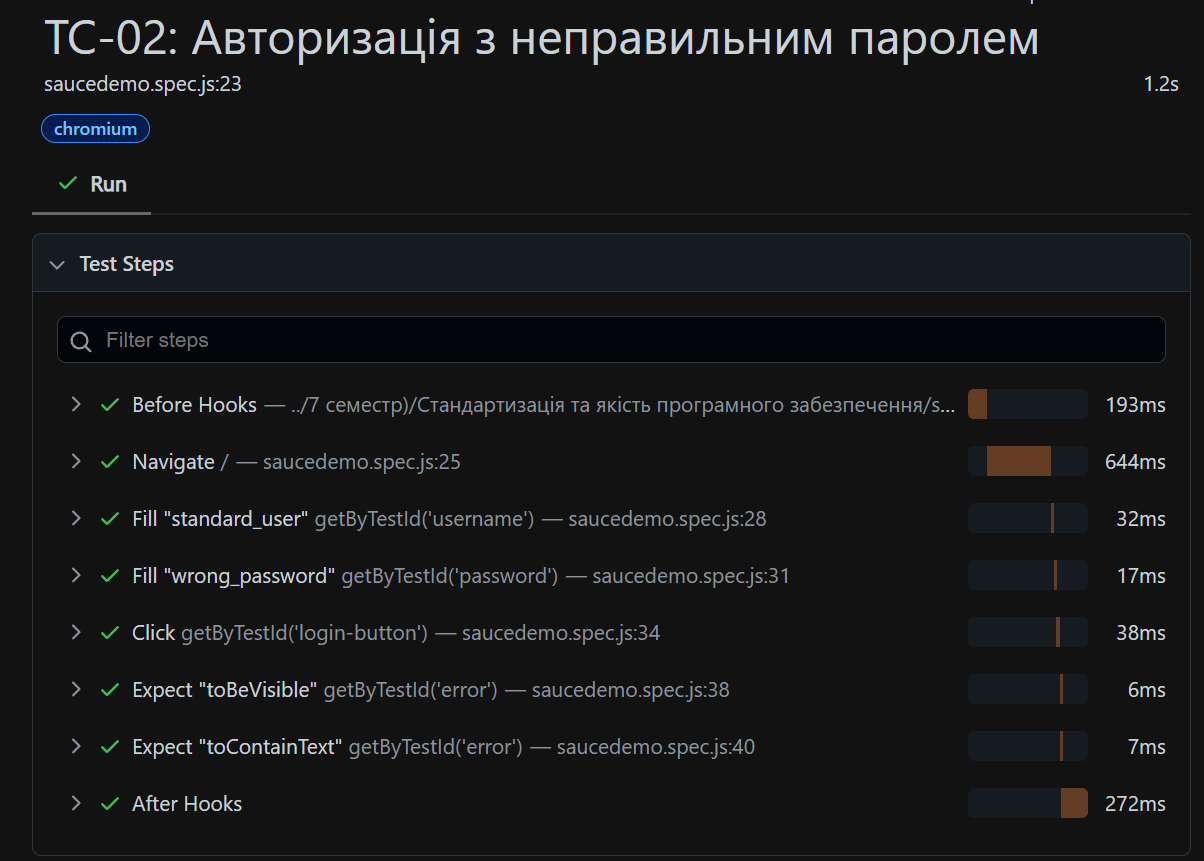 ТС-02: Авторизація з неправильним паролем
saucedemo.spec.js:23 1.2s
chromium
Run
Test Steps
Filter steps
Before Hooks — ../7 семестр)/Стандартизація та якість програмного забезпечення/s... 193ms
Navigate / — saucedemo.spec.js:25 644ms
Fill "standard_user" getByTestId('username') — saucedemo.spec.js:28 32ms
Fill "wrong_password" getByTestId('password') — saucedemo.spec.js:31 17ms
Click getByTestId('login-button') — saucedemo.spec.js:34 38ms
Expect "toBeVisible" getByTestId('error') — saucedemo.spec.js:38 6ms
Expect "toContainText" getByTestId('error') — saucedemo.spec.js:40 7ms
After Hooks 272ms